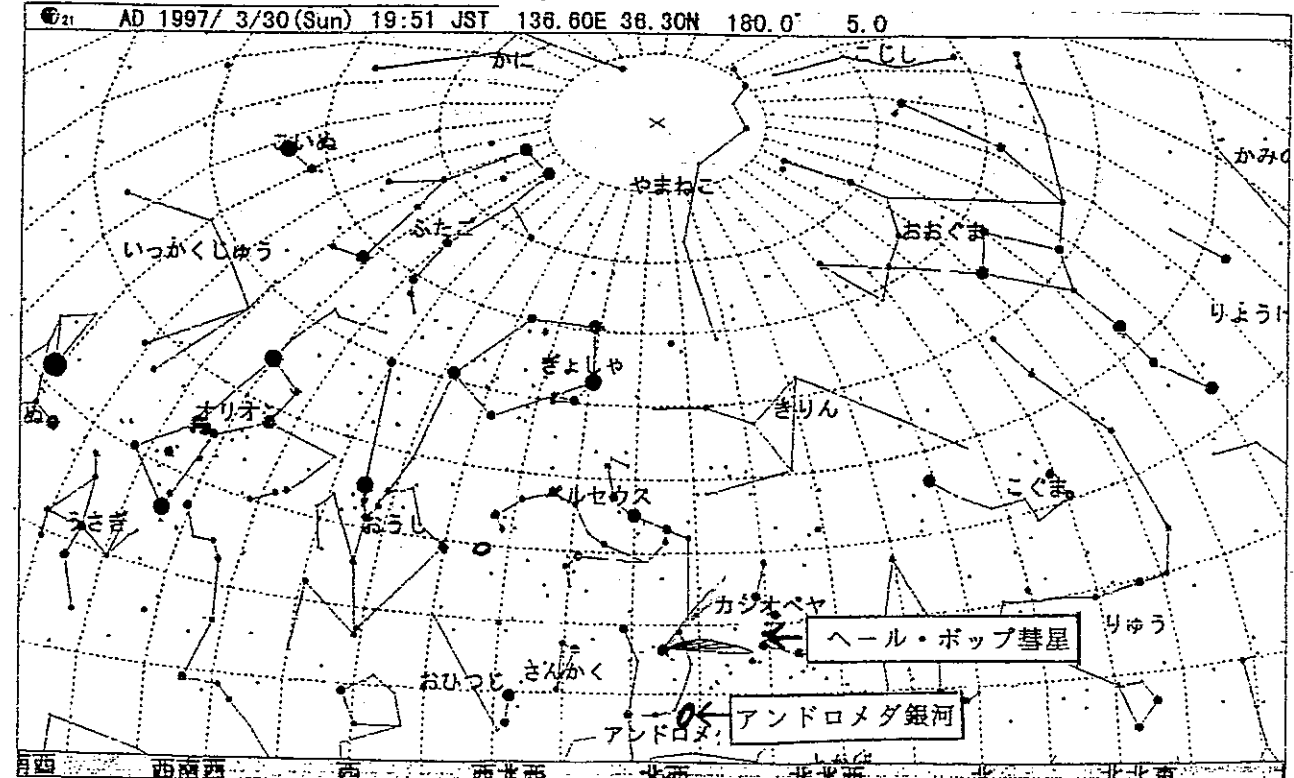 21 AD 1997/ 3/30(Sun) 19:51 JST 136.60E 36.30N 180.0° 5.0
かに
こじし
こいぬ
かみの
やまねこ
ふたご
おおぐま
いっかくじゅう
りょうけ
ぎょしゃ
きりん
ぬ
オリオン
こぐま
ペルセウス
うさぎ
おうし
カシオペヤ
ヘール・ボップ彗星
りゅう
おひつじ
さんかく
アンドロメダ銀河
アンドロメ
南西
西南西
西
西北西
北西
北北西
北
北北東